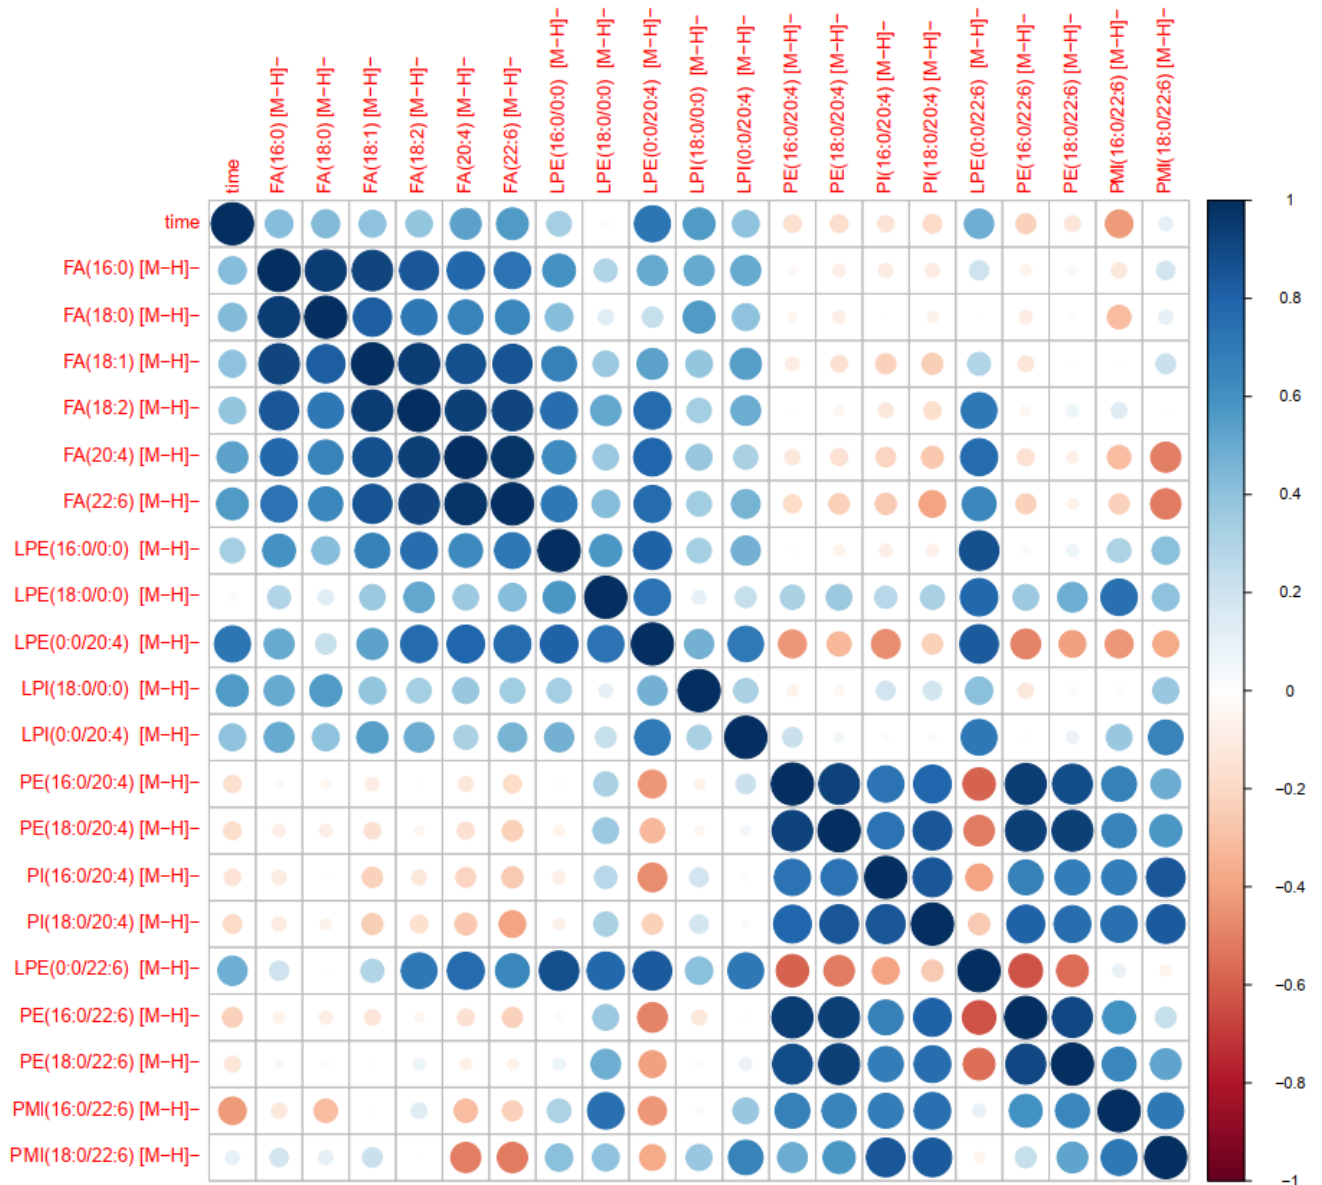 time
FA(16:0) [M−H]−
FA(18:0) [M−H]−
FA(18:1) [M−H]−
FA(18:2) [M−H]−
FA(20:4) [M−H]−
FA(22:6) [M−H]−
LPE(16:0/0:0)  [M−H]−
LPE(18:0/0:0)  [M−H]−
LPE(0:0/20:4)  [M−H]−
LPI(18:0/0:0)  [M−H]−
LPI(0:0/20:4)  [M−H]−
PE(16:0/20:4) [M−H]−
PE(18:0/20:4) [M−H]−
PI(16:0/20:4) [M−H]−
PI(18:0/20:4) [M−H]−
LPE(0:0/22:6)  [M−H]−
PE(16:0/22:6) [M−H]−
PE(18:0/22:6) [M−H]−
PMI(16:0/22:6) [M−H]−
PMI(18:0/22:6) [M−H]−
time
FA(16:0) [M−H]−
FA(18:0) [M−H]−
FA(18:1) [M−H]−
FA(18:2) [M−H]−
FA(20:4) [M−H]−
FA(22:6) [M−H]−
LPE(16:0/0:0)  [M−H]−
LPE(18:0/0:0)  [M−H]−
LPE(0:0/20:4)  [M−H]−
LPI(18:0/0:0)  [M−H]−
LPI(0:0/20:4)  [M−H]−
PE(16:0/20:4) [M−H]−
PE(18:0/20:4) [M−H]−
PI(16:0/20:4) [M−H]−
PI(18:0/20:4) [M−H]−
LPE(0:0/22:6)  [M−H]−
PE(16:0/22:6) [M−H]−
PE(18:0/22:6) [M−H]−
PMI(16:0/22:6) [M−H]−
PMI(18:0/22:6) [M−H]−
1
0.8
0.6
0.4
0.2
0
−0.2
−0.4
−0.6
−0.8
−1